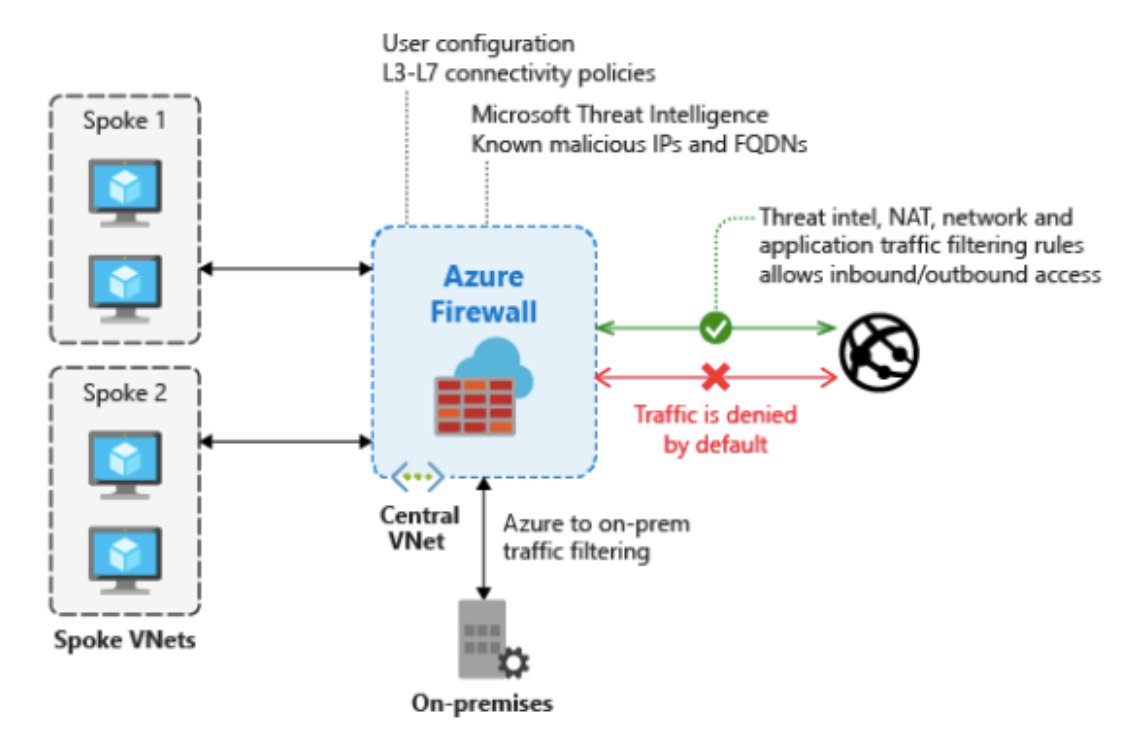 User configuration
L3-L7 connectivity policies
Microsoft Threat Intelligence
Known malicious IPs and FQDNs
Spoke 1
Threat intel, NAT, network and
application traffic filtering rules
allows inbound/outbound access
Azure
Firewall
Traffic is denied
by default
Spoke 2
Central
VNet
Azure to on-prem
traffic filtering
Spoke VNets
On-premises